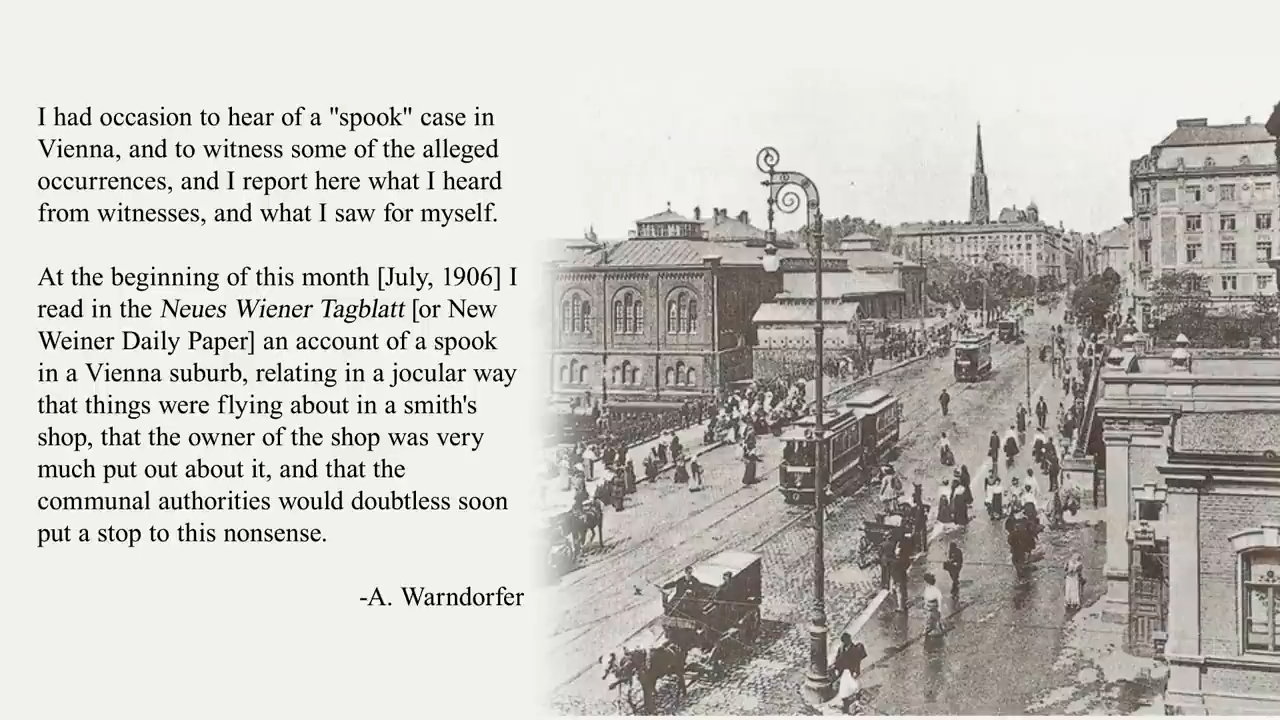 I had occasion to hear of a "spook" case in
Vienna, and to witness some of the alleged
occurrences, and I report here what I heard
from witnesses, and what I saw for myself.
At the beginning of this month [July, 1906] I
read in the Neues Wiener Tagblatt [or New
Weiner Daily Paper] an account of a spook
in a Vienna suburb, relating in a jocular way
that things were flying about in a smith's
shop, that the owner of the shop was very
much put out about it, and that the
communal authorities would doubtless soon
put a stop to this nonsense.
-A. Warndorfer